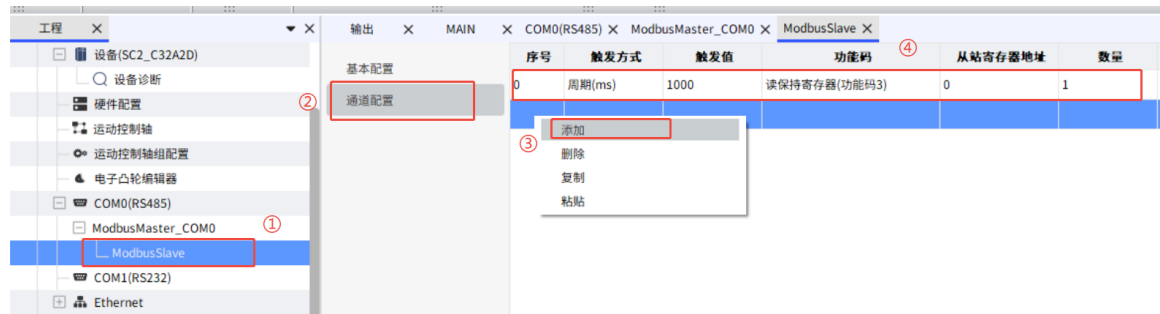 工程
输出 MAIN COM0(RS485) ModbusMaster_COM0 ModbusSlave
设备(SC2_C32A2D)
设备诊断
硬件配置
运动控制轴
运动控制轴组配置
电子凸轮编辑器
COM0(RS485)
ModbusMaster_COM0
①
ModbusSlave
COM1(RS232)
Ethernet
基本配置
②
通道配置
④
序号 触发方式 触发值 功能码 从站寄存器地址 数量
0 周期(ms) 1000 读保持寄存器(功能码3) 0 1
③
添加
删除
复制
粘贴